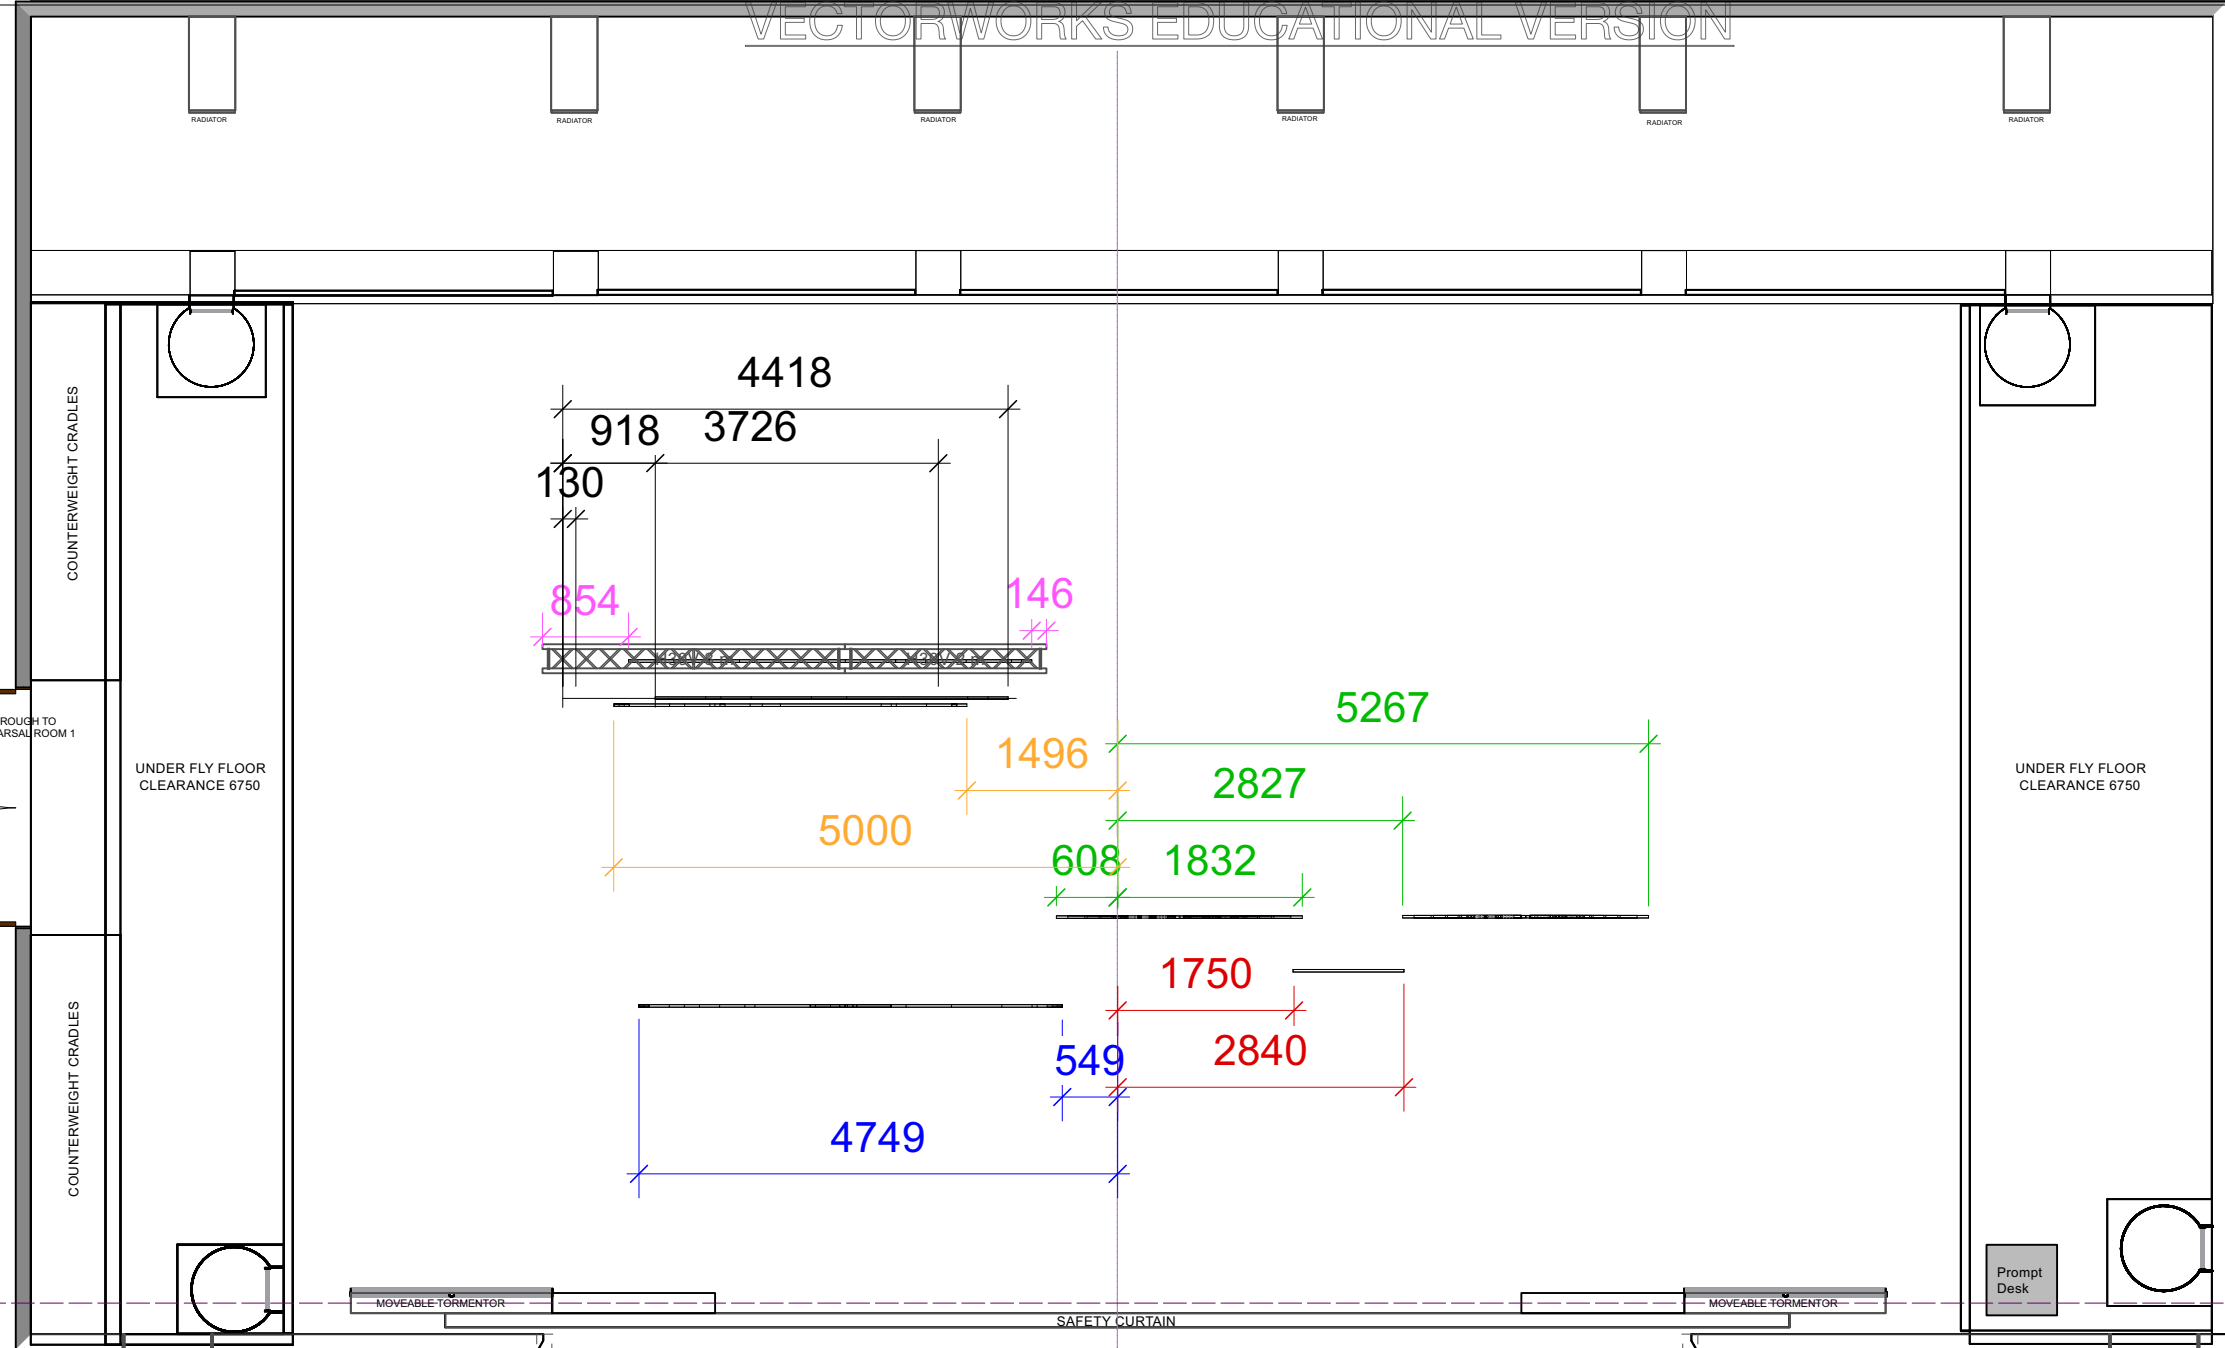 VECTORWORKS EDUCATIONAL VERSION
RADIATOR
RADIATOR
RADIATOR
RADIATOR
RADIATOR
RADIATOR
4418
918
3726
130
COUNTERWEIGHT CRADLES
854
146
5267
ROUGH TO
ARSAL ROOM 1
1496
2827
UNDER FLY FLOOR
CLEARANCE 6750
UNDER FLY FLOOR
CLEARANCE 6750
5000
608
1832
1750
549
2840
COUNTERWEIGHT CRADLES
4749
Prompt
Desk
MOVEABLE TORMENTOR
MOVEABLE TORMENTOR
SAFETY CURTAIN